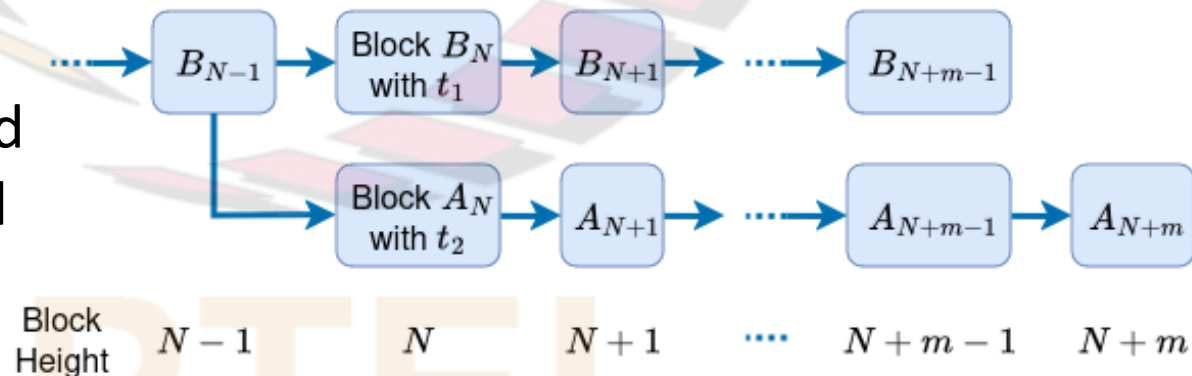 B_{N-1} Block B_N with t_1 B_{N+1} ..... B_{N+m-1}
Block A_N with t_2 A_{N+1} ..... A_{N+m-1} A_{N+m}
Block Height N - 1 N N + 1 .... N + m - 1 N + m